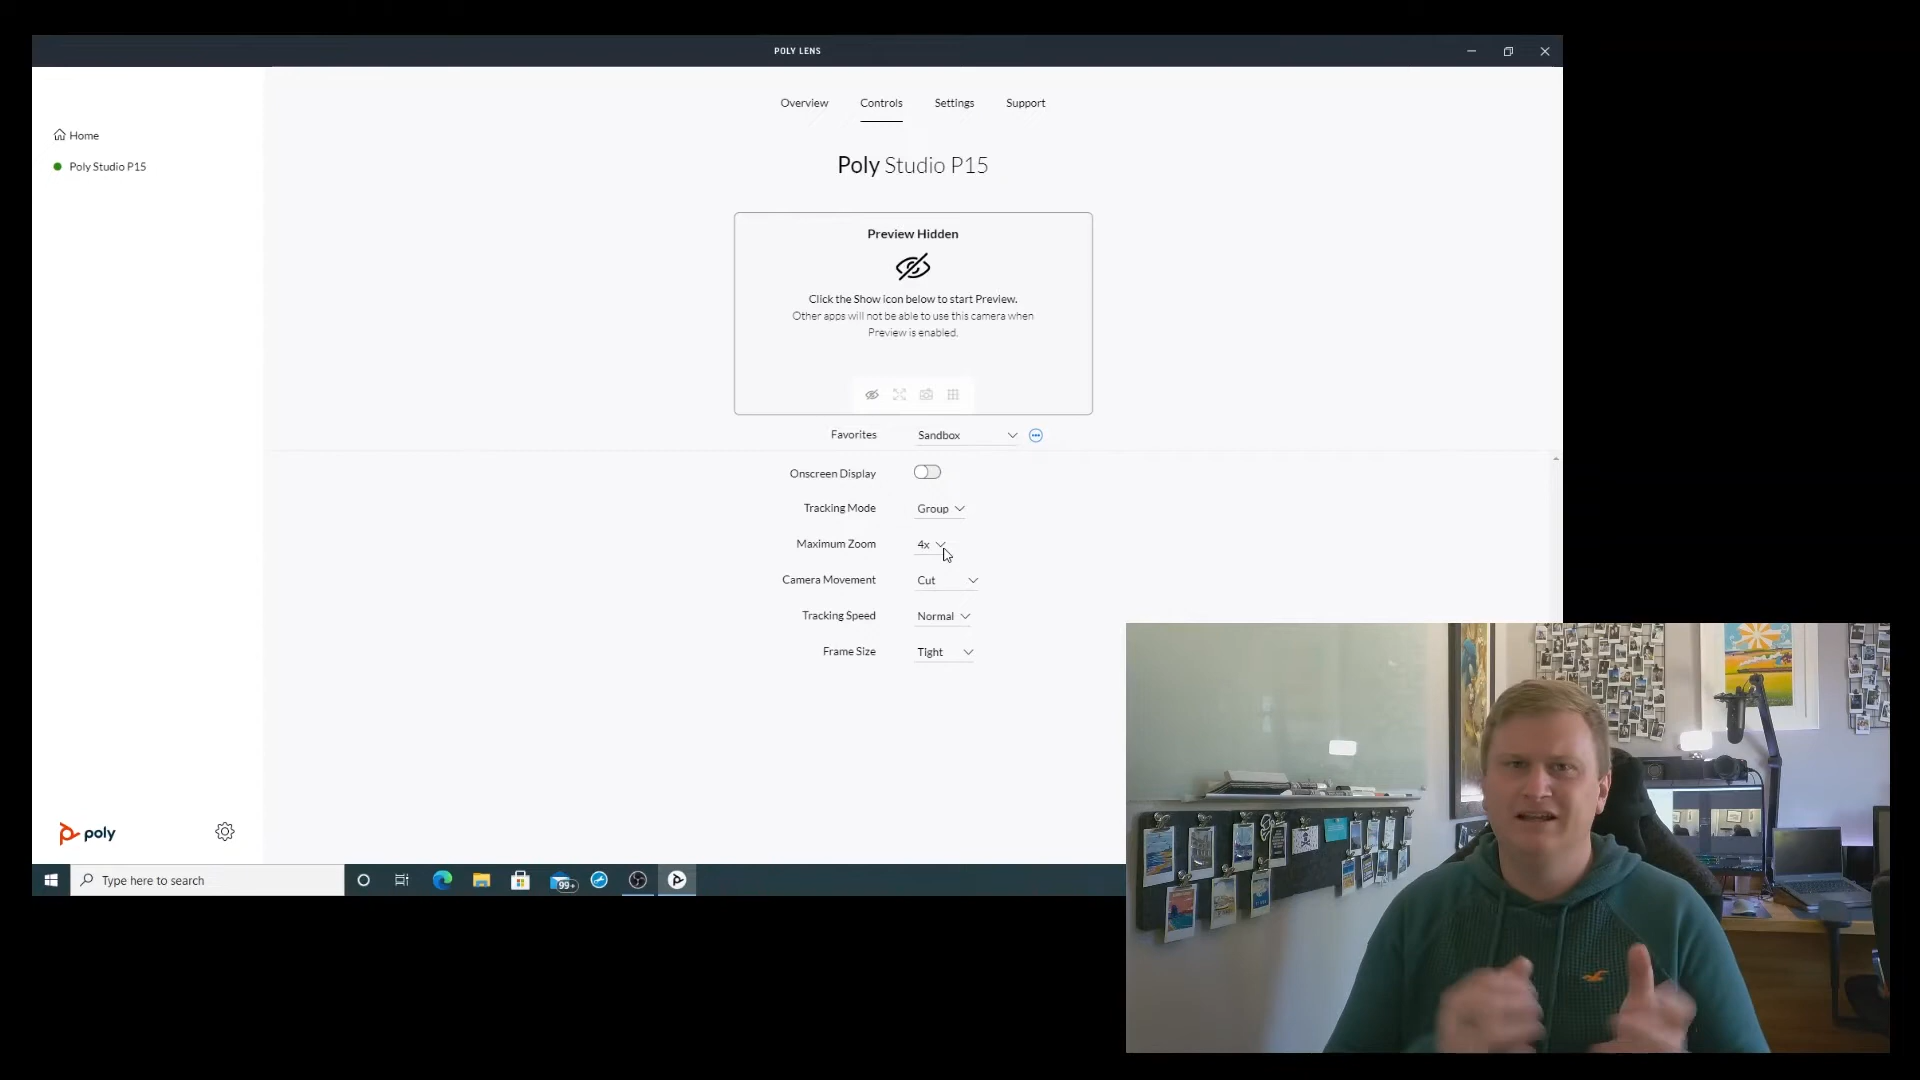 POLY LENS
Overview Controls Settings Support
Home
Poly Studio P15
Poly Studio P15
Preview Hidden
Click the Show icon below to start Preview.
Other apps will not be able to use this camera when
Preview is enabled.
Favorites Sandbox
Onscreen Display
Tracking Mode Group
Maximum Zoom 4x
Camera Movement Cut
Tracking Speed Normal
Frame Size Tight
poly
Type here to search
99+